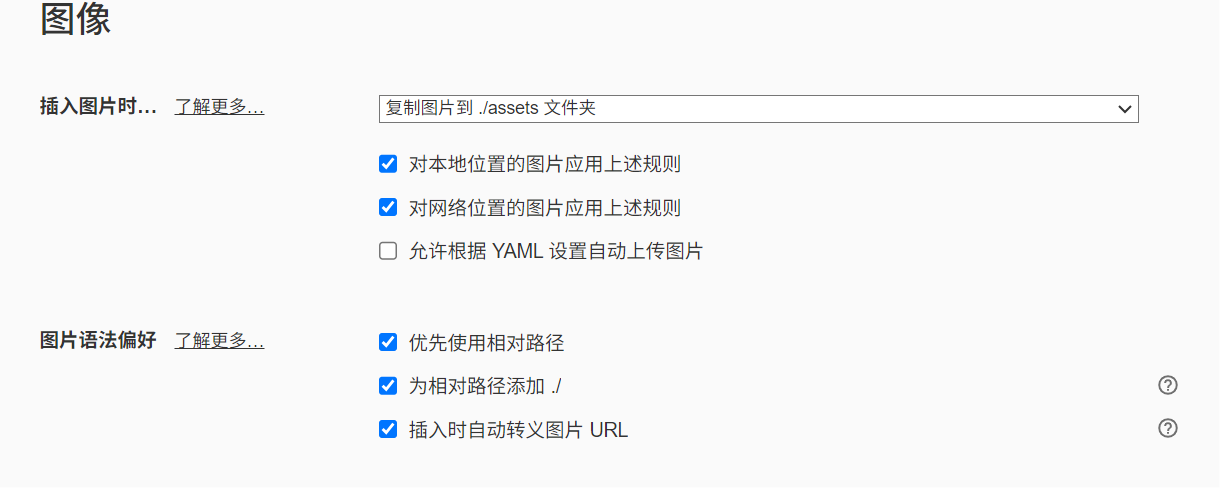 图像
插入图片时... 了解更多...
复制图片到 ./assets 文件夹
对本地位置的图片应用上述规则
对网络位置的图片应用上述规则
允许根据 YAML 设置自动上传图片
图片语法偏好 了解更多...
优先使用相对路径
为相对路径添加 ./
插入时自动转义图片 URL